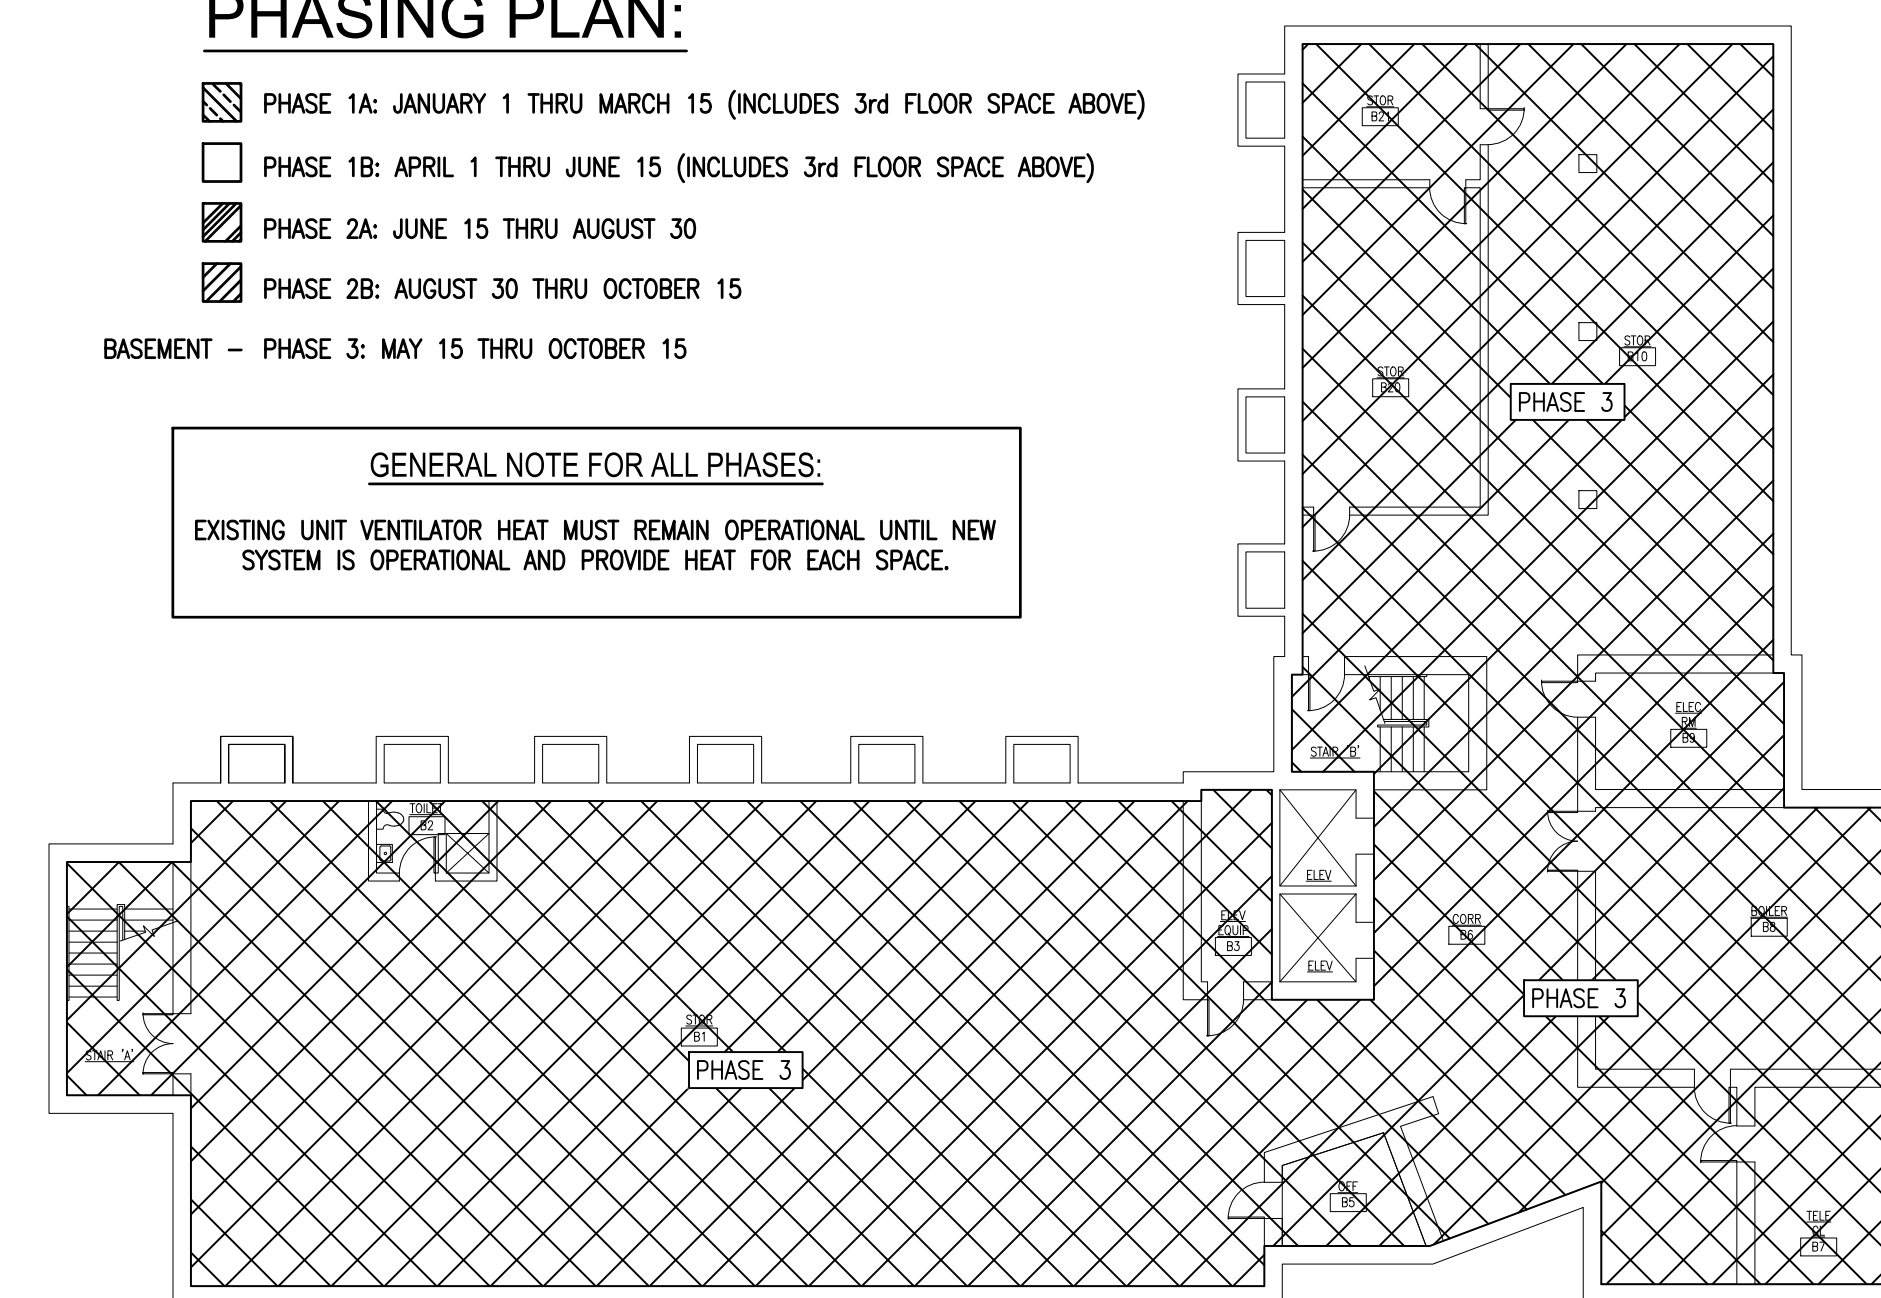 PHASING PLAN:
PHASE 1A: JANUARY 1 THRU MARCH 15 (INCLUDES 3rd FLOOR SPACE ABOVE)
PHASE 1B: APRIL 1 THRU JUNE 15 (INCLUDES 3rd FLOOR SPACE ABOVE)
PHASE 2A: JUNE 15 THRU AUGUST 30
PHASE 2B: AUGUST 30 THRU OCTOBER 15
BASEMENT - PHASE 3: MAY 15 THRU OCTOBER 15
GENERAL NOTE FOR ALL PHASES:
EXISTING UNIT VENTILATOR HEAT MUST REMAIN OPERATIONAL UNTIL NEW
SYSTEM IS OPERATIONAL AND PROVIDE HEAT FOR EACH SPACE.
STOR
B21
STOR
B10
STOR
B20
PHASE 3
ELEC
RM
B9
STAIR 'B'
TOILET
B2
ELEV
ELEV
EQUIP
B3
CORR
B6
BOILER
B8
ELEV
PHASE 3
STOR
B1
STAIR 'A'
PHASE 3
OFF
B5
TELE
CL
B7